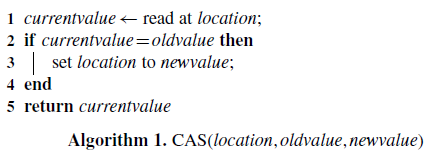 1 currentvalue ← read at location;
2 if currentvalue=oldvalue then
3 set location to newvalue;
4 end
5 return currentvalue
Algorithm 1. CAS(location,oldvalue,newvalue)